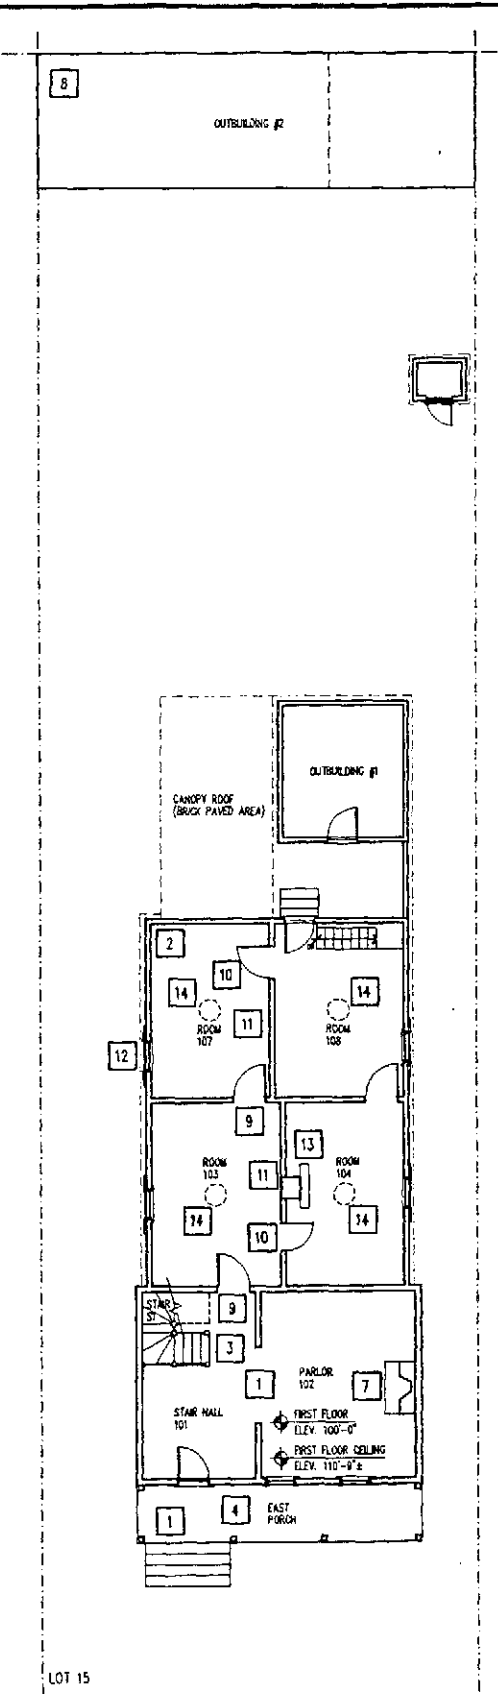 8
OUTBUILDING #2
OUTBUILDING #1
CANOPY ROOF
(BRICK PAVED AREA)
2
10
14
14
11
ROOM
107
ROOM
108
12
9
13
ROOM
103
11
ROOM
104
14
14
10
STAIR
S1
9
3
1
PARLOR
102
7
STAIR HALL
101
FIRST FLOOR
ELEV. 100'-0"
FIRST FLOOR CEILING
ELEV. 110'-9"±
1
4
EAST
PORCH
LOT 15